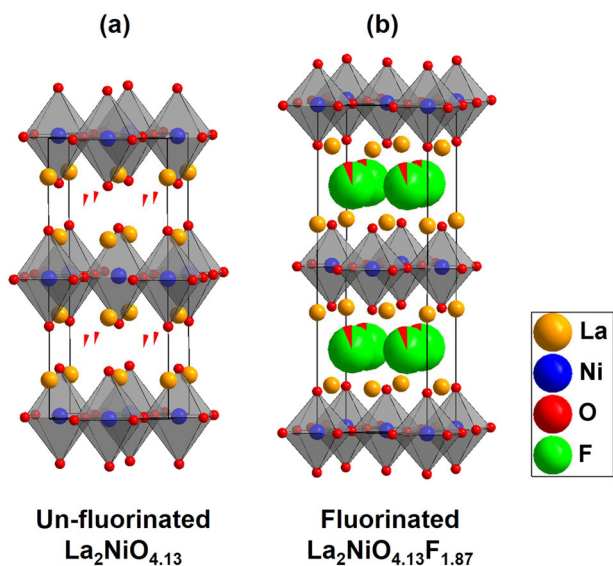 (a)
(b)
La
Ni
O
F
Un-fluorinated
La₂NiO₄.₁₃
Fluorinated
La₂NiO₄.₁₃F₁.₈₇